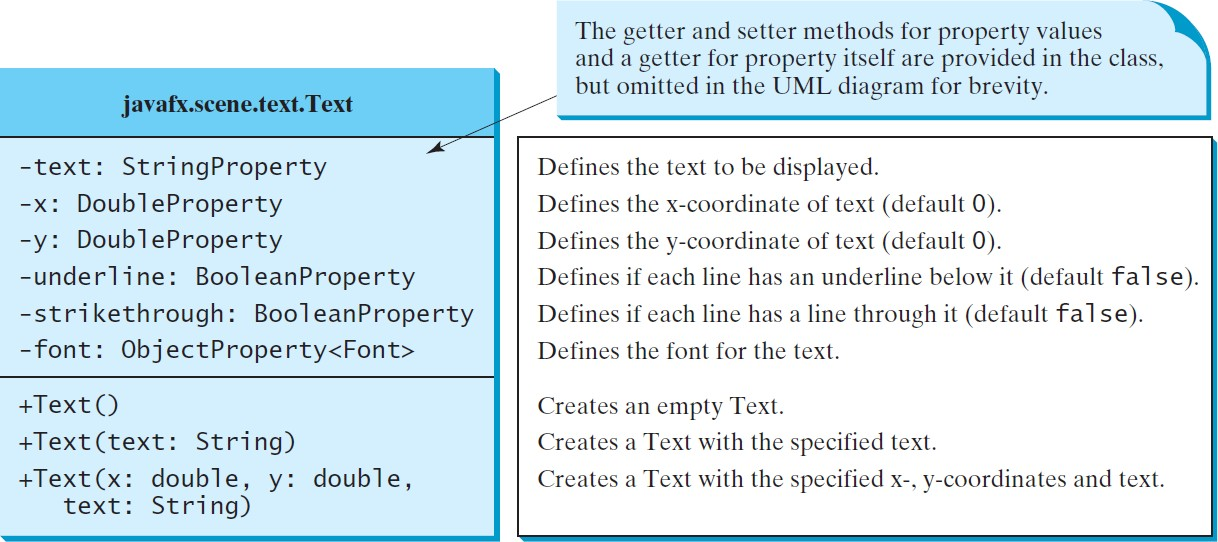 The getter and setter methods for property values
and a getter for property itself are provided in the class,
but omitted in the UML diagram for brevity.
javafx.scene.text.Text
-text: StringProperty
-x: DoubleProperty
-y: DoubleProperty
-underline: BooleanProperty
-strikethrough: BooleanProperty
-font: ObjectProperty<Font>
+Text()
+Text(text: String)
+Text(x: double, y: double,
text: String)
Defines the text to be displayed.
Defines the x-coordinate of text (default 0).
Defines the y-coordinate of text (default 0).
Defines if each line has an underline below it (default false).
Defines if each line has a line through it (default false).
Defines the font for the text.
Creates an empty Text.
Creates a Text with the specified text.
Creates a Text with the specified x-, y-coordinates and text.